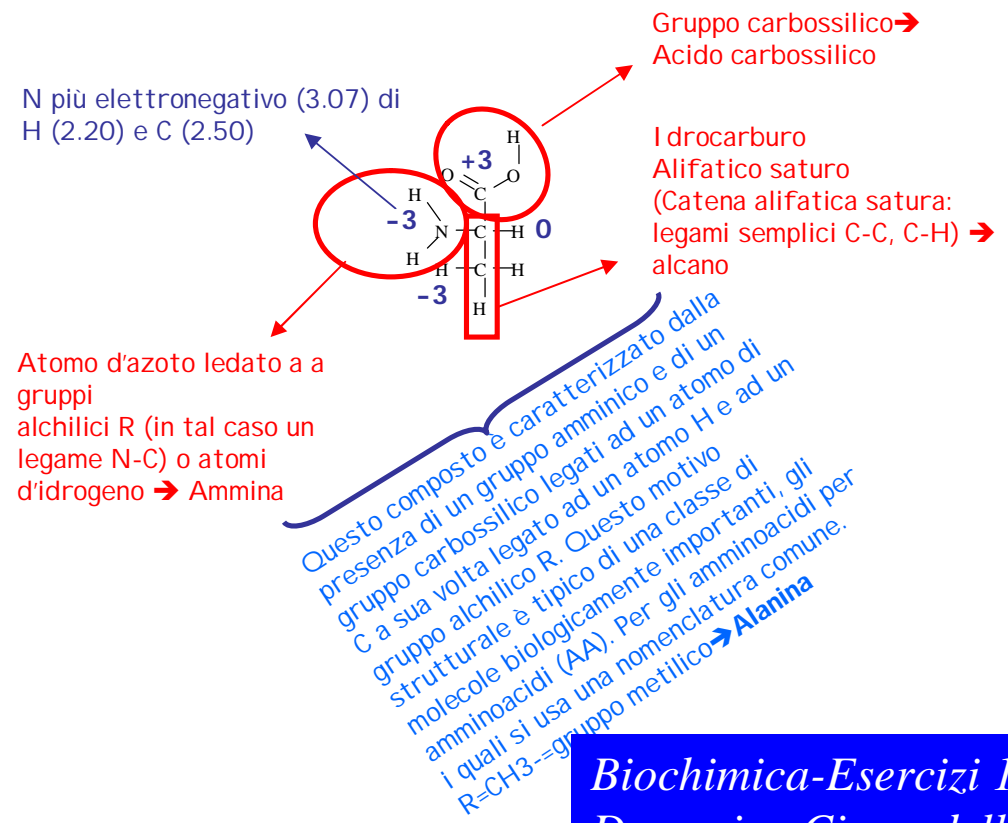 Gruppo carbossilico➔
Acido carbossilico
N più elettronegativo (3.07) di
H (2.20) e C (2.50)
Idrocarburo
Alifatico saturo
(Catena alifatica satura:
legami semplici C-C, C-H) ➔
alcano
H
+3
O O
C
H
-3
N C H 0
H
H C H
-3
H
Atomo d'azoto ledato a a
gruppi
alchilici R (in tal caso un
legame N-C) o atomi
d'idrogeno ➔ Ammina
Questo composto è caratterizzato dalla
presenza di un gruppo amminico e di un
gruppo carbossilico legati ad un atomo di
C a sua volta legato ad un atomo H e ad un
gruppo alchilico R. Questo motivo
strutturale è tipico di una classe di
molecole biologicamente importanti, gli
amminoacidi (AA). Per gli amminoacidi per
i quali si usa una nomenclatura comune.
R=CH3-=gruppo metilico➔Alanina
Biochimica-Esercizi